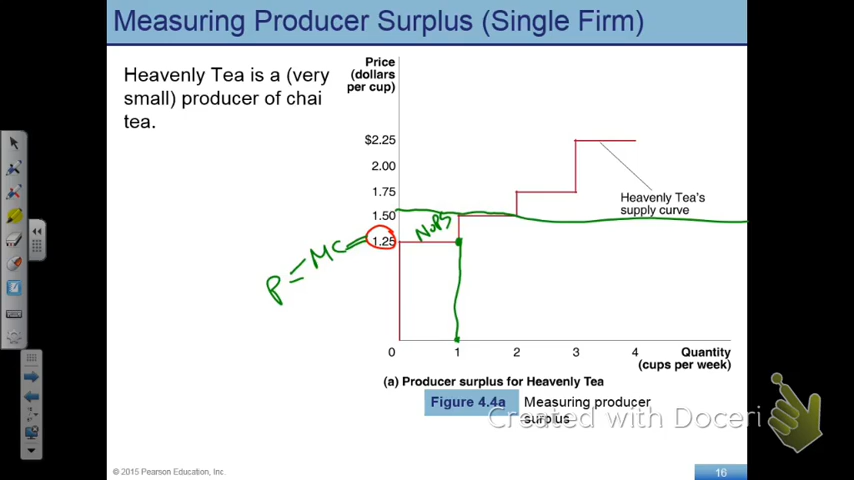 Measuring Producer Surplus (Single Firm)
Heavenly Tea is a (very
small) producer of chai
tea.
Price
(dollars
per cup)
$2.25
2.00
1.75
1.50
1.25
Heavenly Tea's
supply curve
No PS
P = MC =
0 1 2 3 4
Quantity
(cups per week)
(a) Producer surplus for Heavenly Tea
Figure 4.4a
Measuring producer
surplus
Created with Doceri
© 2015 Pearson Education, Inc.
16